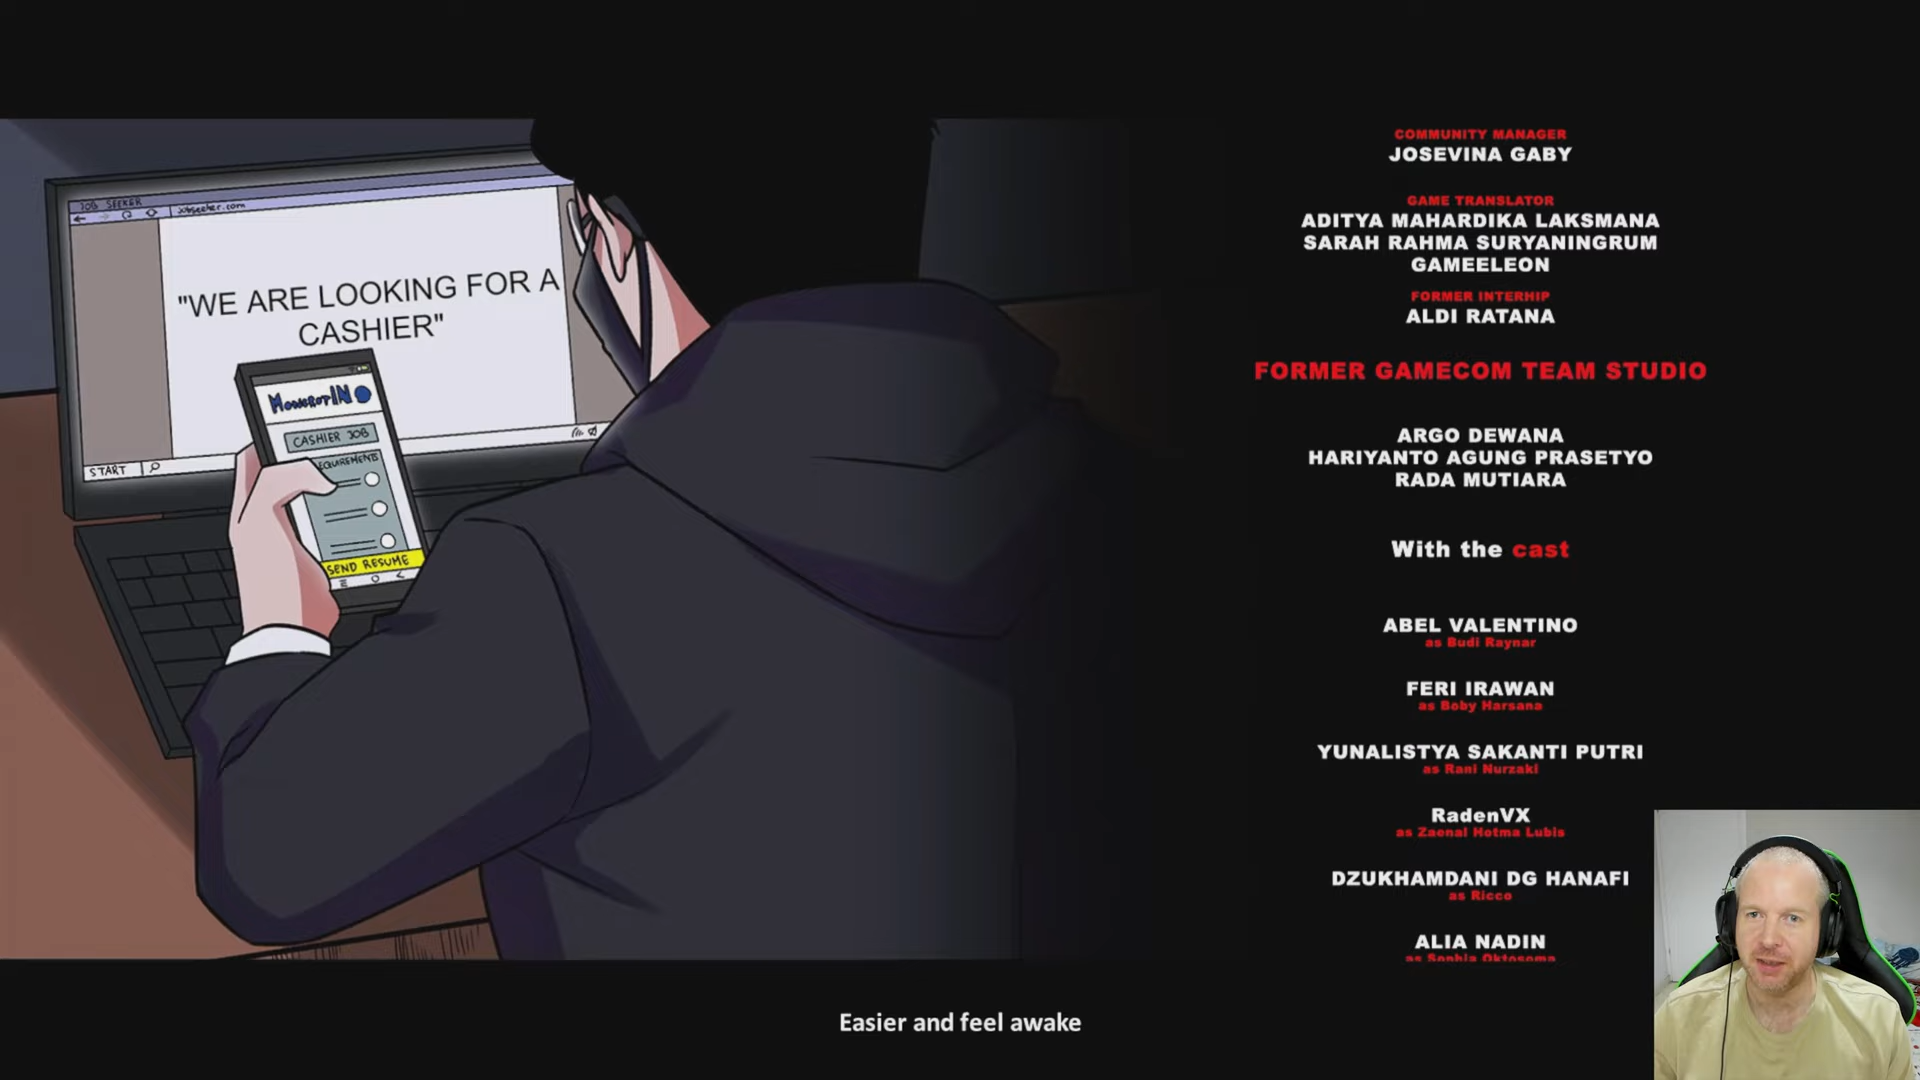 JOB SEEKER
jobseeker.com
"WE ARE LOOKING FOR A
CASHIER"
START
MonsterIN
CASHIER JOB
EQUREMENTS
SEND RESUME
COMMUNITY MANAGER
JOSEVINA GABY
GAME TRANSLATOR
ADITYA MAHARDIKA LAKSMANA
SARAH RAHMA SURYANINGRUM
GAMEELEON
FORMER INTERHIP
ALDI RATANA
FORMER GAMECOM TEAM STUDIO
ARGO DEWANA
HARIYANTO AGUNG PRASETYO
RADA MUTIARA
With the cast
ABEL VALENTINO
as Budi Raynar
FERI IRAWAN
as Boby Harsana
YUNALISTYA SAKANTI PUTRI
as Rani Nurzaki
RadenVX
as Zaenal Hotma Lubis
DZUKHAMDANI DG HANAFI
as Ricco
ALIA NADIN
as Sophia Oktosoma
Easier and feel awake